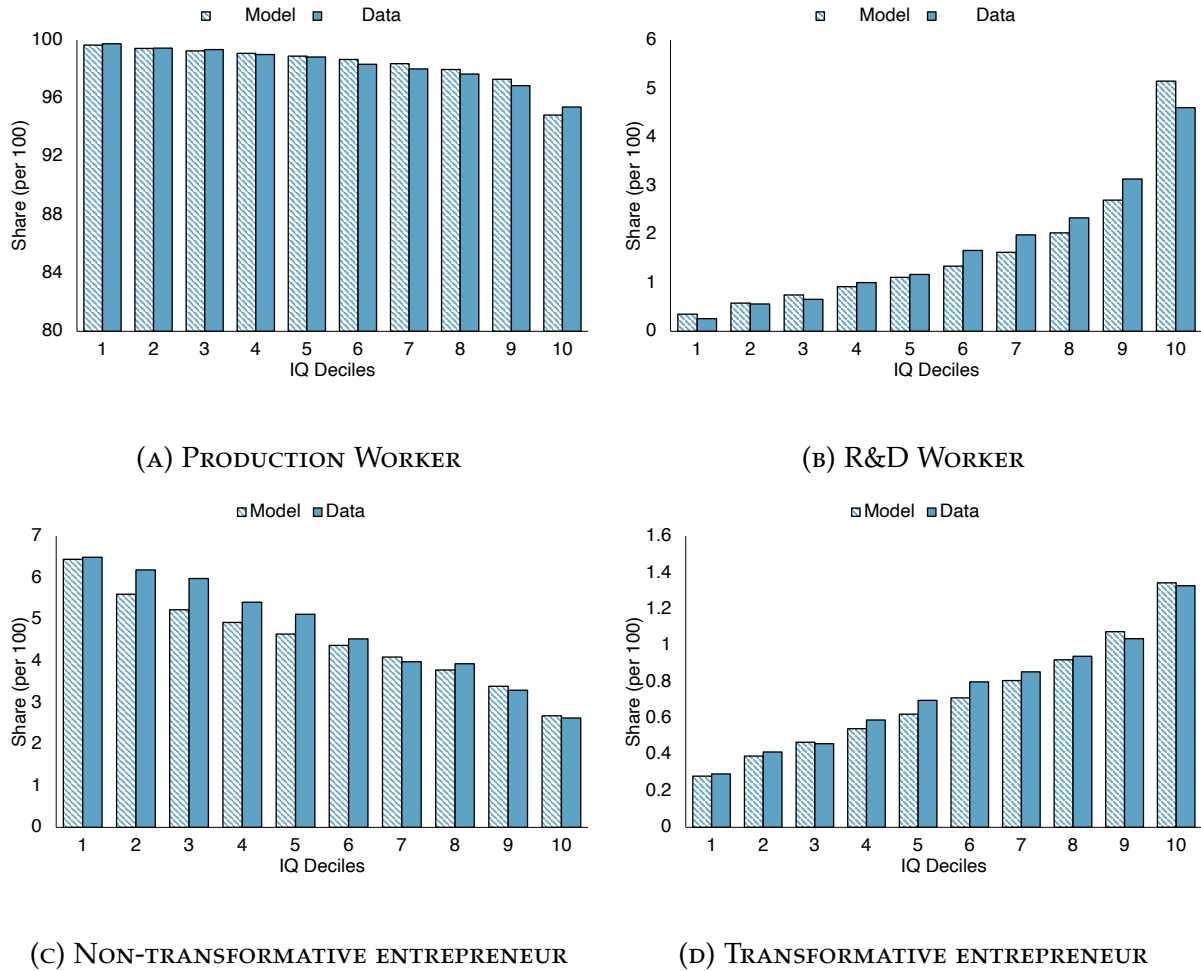 Model Data
100
96
92
88
84
80
Share (per 100)
1 2 3 4 5 6 7 8 9 10
IQ Deciles
(A) PRODUCTION WORKER
Model Data
6
5
4
3
2
1
0
Share (per 100)
1 2 3 4 5 6 7 8 9 10
IQ Deciles
(B) R&D WORKER
Model Data
7
6
5
4
3
2
1
0
Share (per 100)
1 2 3 4 5 6 7 8 9 10
IQ Deciles
(C) NON-TRANSFORMATIVE ENTREPRENEUR
Model Data
1.6
1.4
1.2
1
0.8
0.6
0.4
0.2
0
Share (per 100)
1 2 3 4 5 6 7 8 9 10
IQ Deciles
(D) TRANSFORMATIVE ENTREPRENEUR